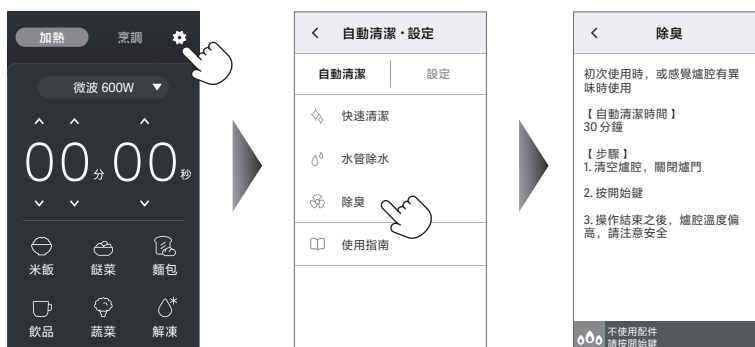 加熱
烹調
微波 600W
00分00秒
米飯
餸菜
麵包
飲品
蔬菜
解凍
自動清潔·設定
自動清潔
設定
快速清潔
水管除水
除臭
使用指南
除臭
初次使用時，或感覺爐腔有異
味時使用
【自動清潔時間】
30 分鐘
【步驟】
1. 清空爐腔，關閉爐門
2. 按開始鍵
3. 操作結束之後，爐腔溫度偏
高，請注意安全
不使用配件
請按開始鍵